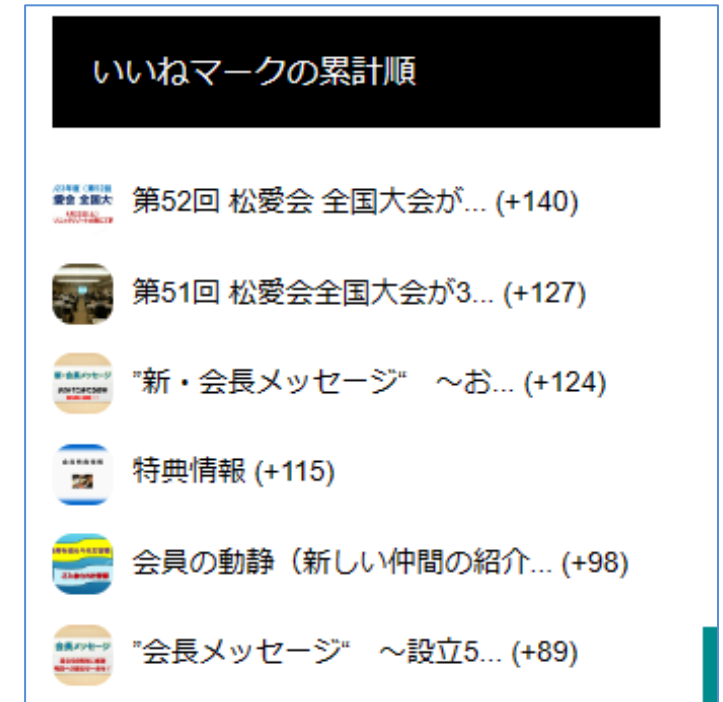 いいねマークの累計順
第52回 松愛会 全国大会が... (+140)
第51回 松愛会全国大会が3... (+127)
”新・会長メッセージ“　～お... (+124)
特典情報 (+115)
会員の動静（新しい仲間の紹介... (+98)
”会長メッセージ“　～設立5... (+89)